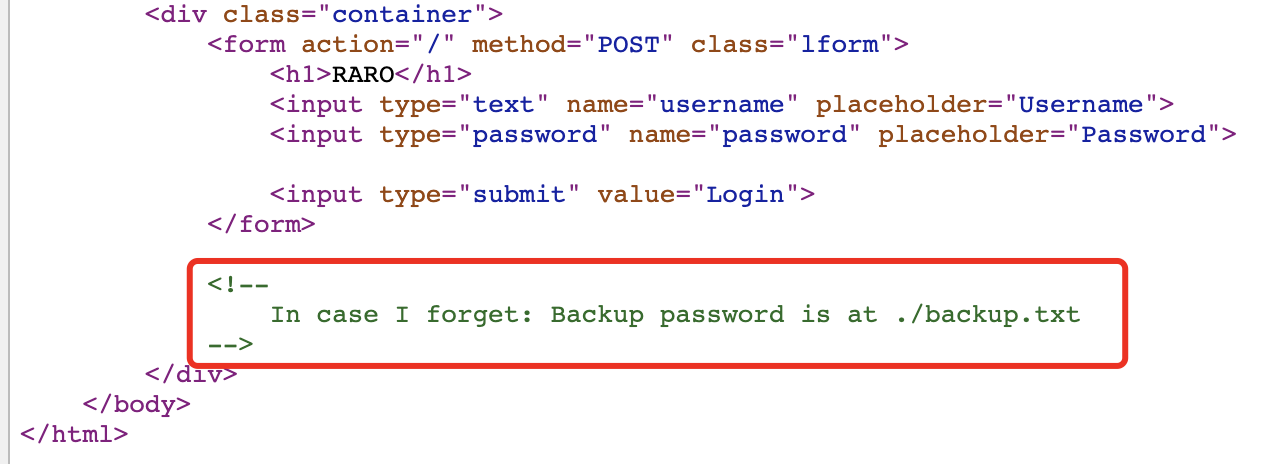 <div class="container">
<form action="/" method="POST" class="lform">
<h1>RARO</h1>
<input type="text" name="username" placeholder="Username">
<input type="password" name="password" placeholder="Password">
<input type="submit" value="Login">
</form>
<!--
In case I forget: Backup password is at ./backup.txt
-->
</div>
</body>
</html>